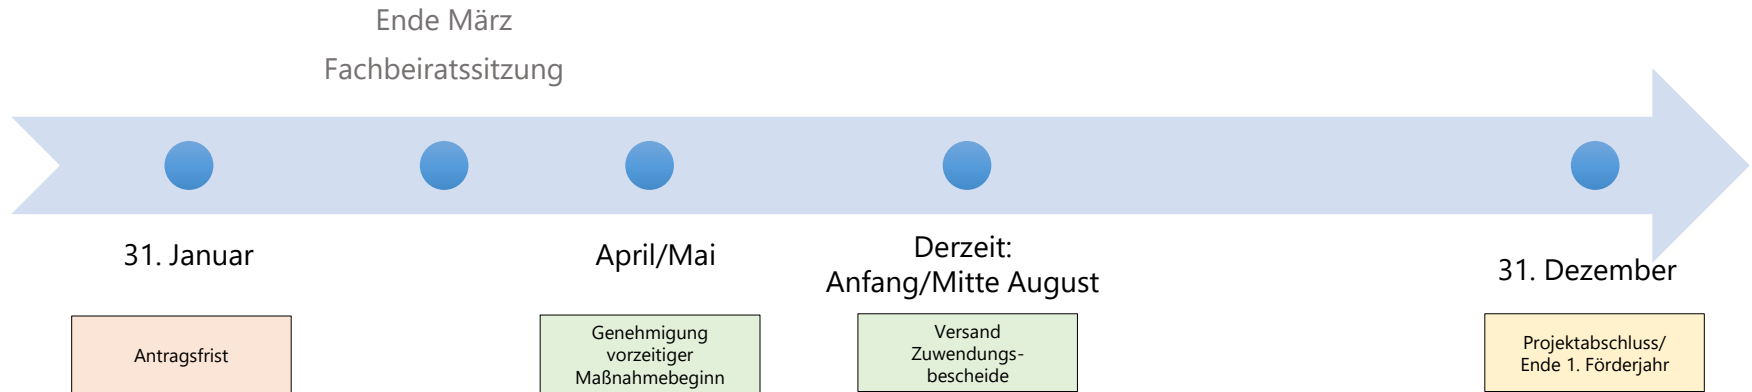 Ende März
Fachbeiratssitzung
31. Januar
April/Mai
Derzeit:
Anfang/Mitte August
31. Dezember
Antragsfrist
Genehmigung
vorzeitiger
Maßnahmebeginn
Versand
Zuwendungs-
bescheide
Projektabschluss/
Ende 1. Förderjahr